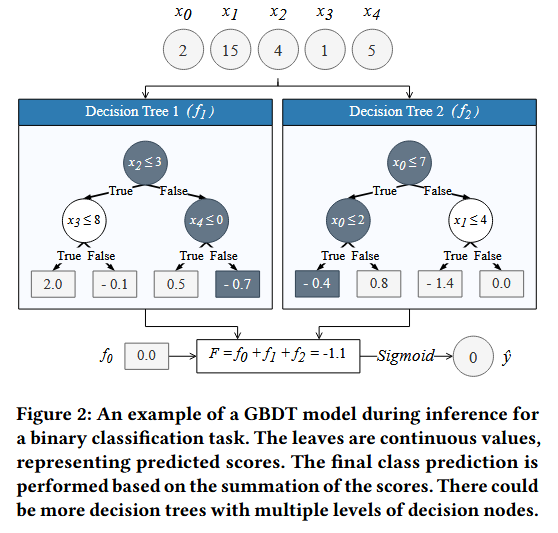 x0 x1 x2 x3 x4
2 15 4 1 5
Decision Tree 1 (f1)
Decision Tree 2 (f2)
x2 ≤ 3
True False
x3 ≤ 8
x4 ≤ 0
True False
True False
2.0
- 0.1
0.5
- 0.7
x0 ≤ 7
True False
x0 ≤ 2
x1 ≤ 4
True False
True False
- 0.4
0.8
- 1.4
0.0
f0 0.0 F = f0 + f1 + f2 = -1.1 Sigmoid 0 ŷ
Figure 2: An example of a GBDT model during inference for
a binary classification task. The leaves are continuous values,
representing predicted scores. The final class prediction is
performed based on the summation of the scores. There could
be more decision trees with multiple levels of decision nodes.